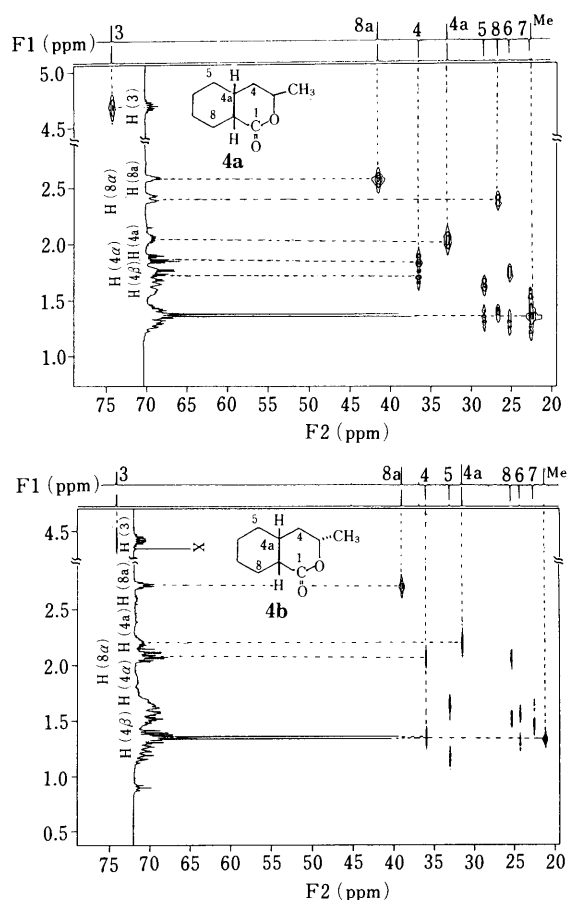 3 8a 4 4a 5 8 6 7 Me
F1 (ppm)
5.0
4.5
2.5
2.0
1.5
1.0
H (3)
H (8a)
H (8α)
H (4a)
H (4α)
H (4β)
5 H 4 CH₃
4a
8 1 O
H C
O
4a
75 70 65 60 55 50 45 40 35 30 25 20
F2 (ppm)
3 8a 4 5 4a 8 6 7 Me
F1 (ppm)
4.5
2.5
2.0
1.5
1.0
0.5
H (3)
X
H (8a)
H (4a)
H (8α)
H (4α)
H (4β)
5 H 4 CH₃
4a
8 1 O
H C
O
4b
75 70 65 60 55 50 45 40 35 30 25 20
F2 (ppm)